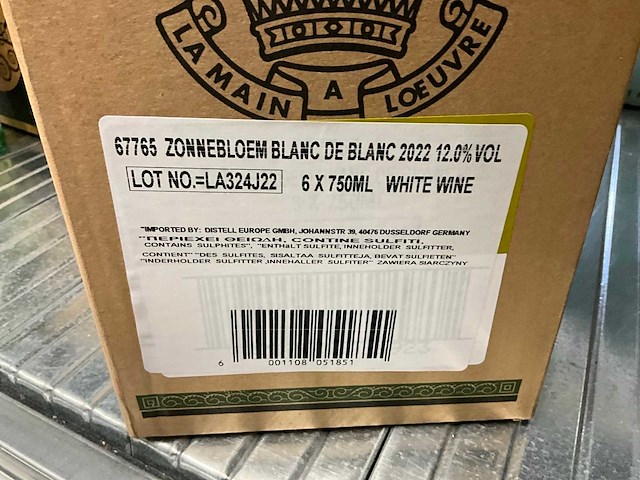 LA MAIN A LOEUVRE
67765 ZONNEBLOEM BLANC DE BLANC 2022 12.0% VOL
LOT NO.=LA324J22 6 X 750ML WHITE WINE
"IMPORTED BY: DISTELL EUROPE GMBH, JOHANNSTR 39, 40476 DUSSELDORF GERMANY
"ΠΕΡΙΕΧΕΙ ΘΕΙΩΔΗ, CONTINE SULFITI,
CONTAINS SULPHITES", "ENTHäLT SULFITE, INNEHOLDER SULFITTER,
CONTIENT" "DES SULFITES, SISALTAA SULFITTEJA, BEVAT SULFIETEN"
"INDERHOLDER SULFITTER ,INNEHALLER SULFITER" ZAWIERA SIARCZYNY
6 001108 051851